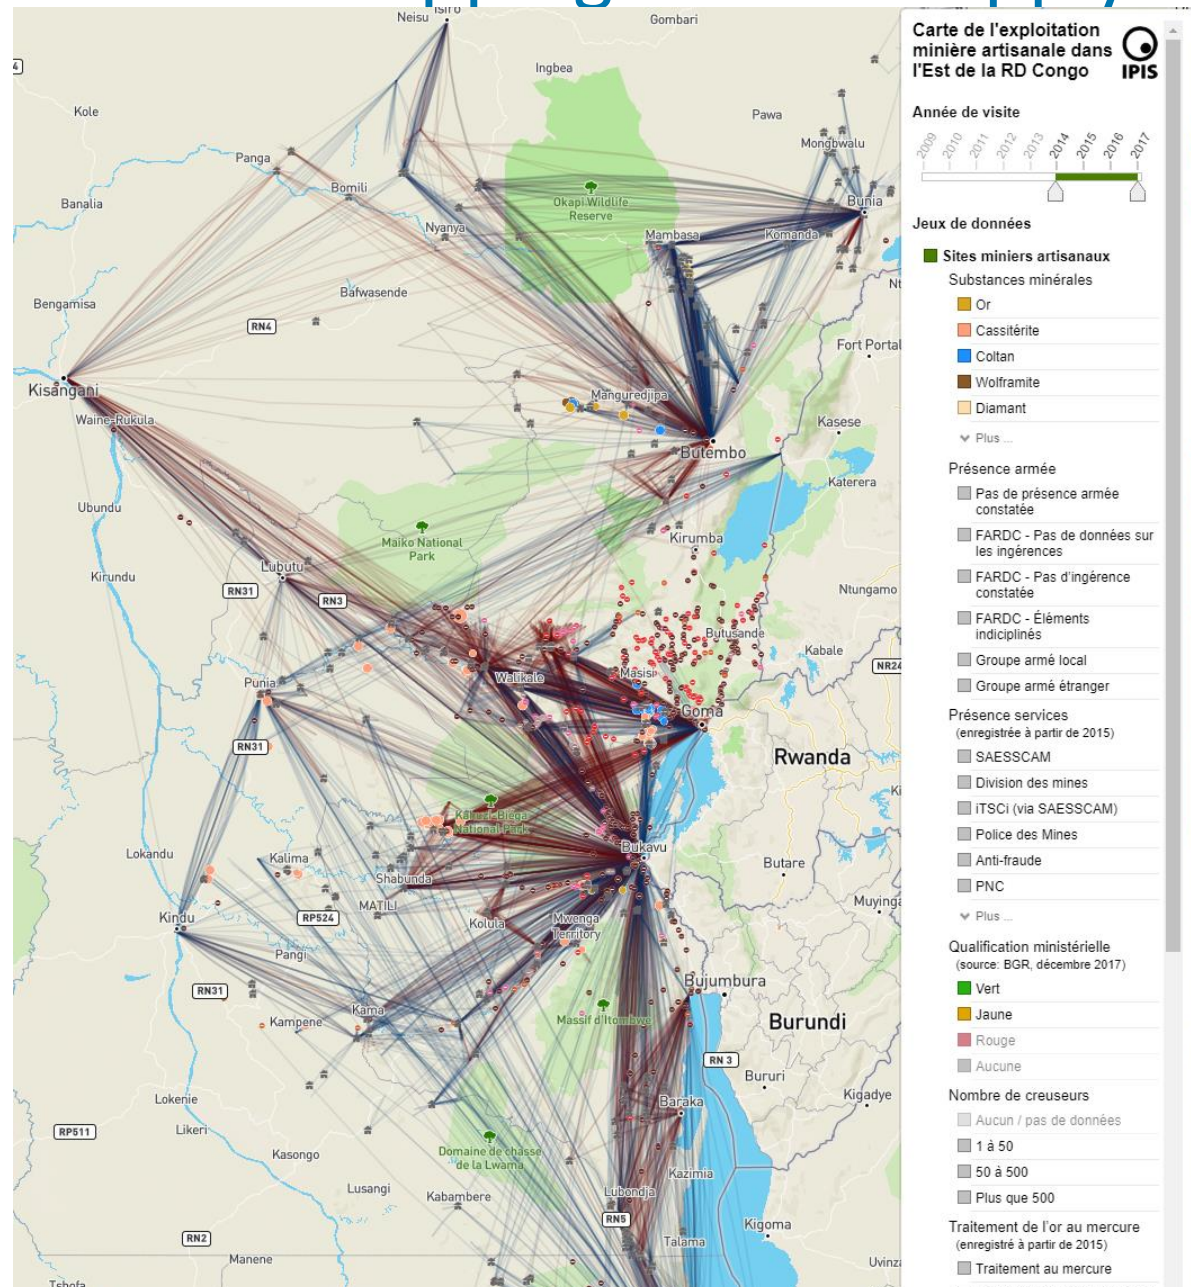 Isiro
Neisu
Gombari
Ingbea
Kole
Pawa
Mongbwalu
Panga
Bomili
Banalia
Okapi Wildlife
Reserve
Bunia
Nyanya
Mambasa
Komanda
Bafwasende
Bengamisa
RN4
Fort Portal
Kisangani
Manguredjipa
Waine-Rukula
Kasese
Butembo
Katerera
Ubundu
Maiko National
Park
Kirumba
Lubutu
Kirundu
RN31
RN3
Ntungamo
Butusande
Kabale
Masisi
NR24
Walikale
Punia
Goma
RN31
Rwanda
Kahuzi-Biega
National Park
Bukavu
Lokandu
Kalima
Butare
Shabunda
MATILI
Muyinga
Kindu
RP524
Kolula
Mwenga
Territory
Pangi
Bujumbura
RN31
Kama
Kampene
Massif d'Itombwe
Burundi
RN 3
Bururi
Lokenie
Baraka
Kigadye
RP511
Likeri
Kasongo
Domaine de chasse
de la Lwama
Kazimia
Lusangi
Kabambere
Lubondja
RN5
Kigoma
RN2
Talama
Manene
Uvinz
Tshofa
Carte de l'exploitation
minière artisanale dans
l'Est de la RD Congo
IPIS
Année de visite
2009 2010 2011 2012 2013 2014 2015 2016 2017
Jeux de données
Sites miniers artisanaux
Substances minérales
Or
Cassitérite
Coltan
Wolframite
Diamant
Plus ...
Présence armée
Pas de présence armée
constatée
FARDC - Pas de données sur
les ingérences
FARDC - Pas d'ingérence
constatée
FARDC - Éléments
indiciplinés
Groupe armé local
Groupe armé étranger
Présence services
(enregistrée à partir de 2015)
SAESSCAM
Division des mines
iTSCi (via SAESSCAM)
Police des Mines
Anti-fraude
PNC
Plus ...
Qualification ministérielle
(source: BGR, décembre 2017)
Vert
Jaune
Rouge
Aucune
Nombre de creuseurs
Aucun / pas de données
1 à 50
50 à 500
Plus que 500
Traitement de l'or au mercure
(enregistré à partir de 2015)
Traitement au mercure